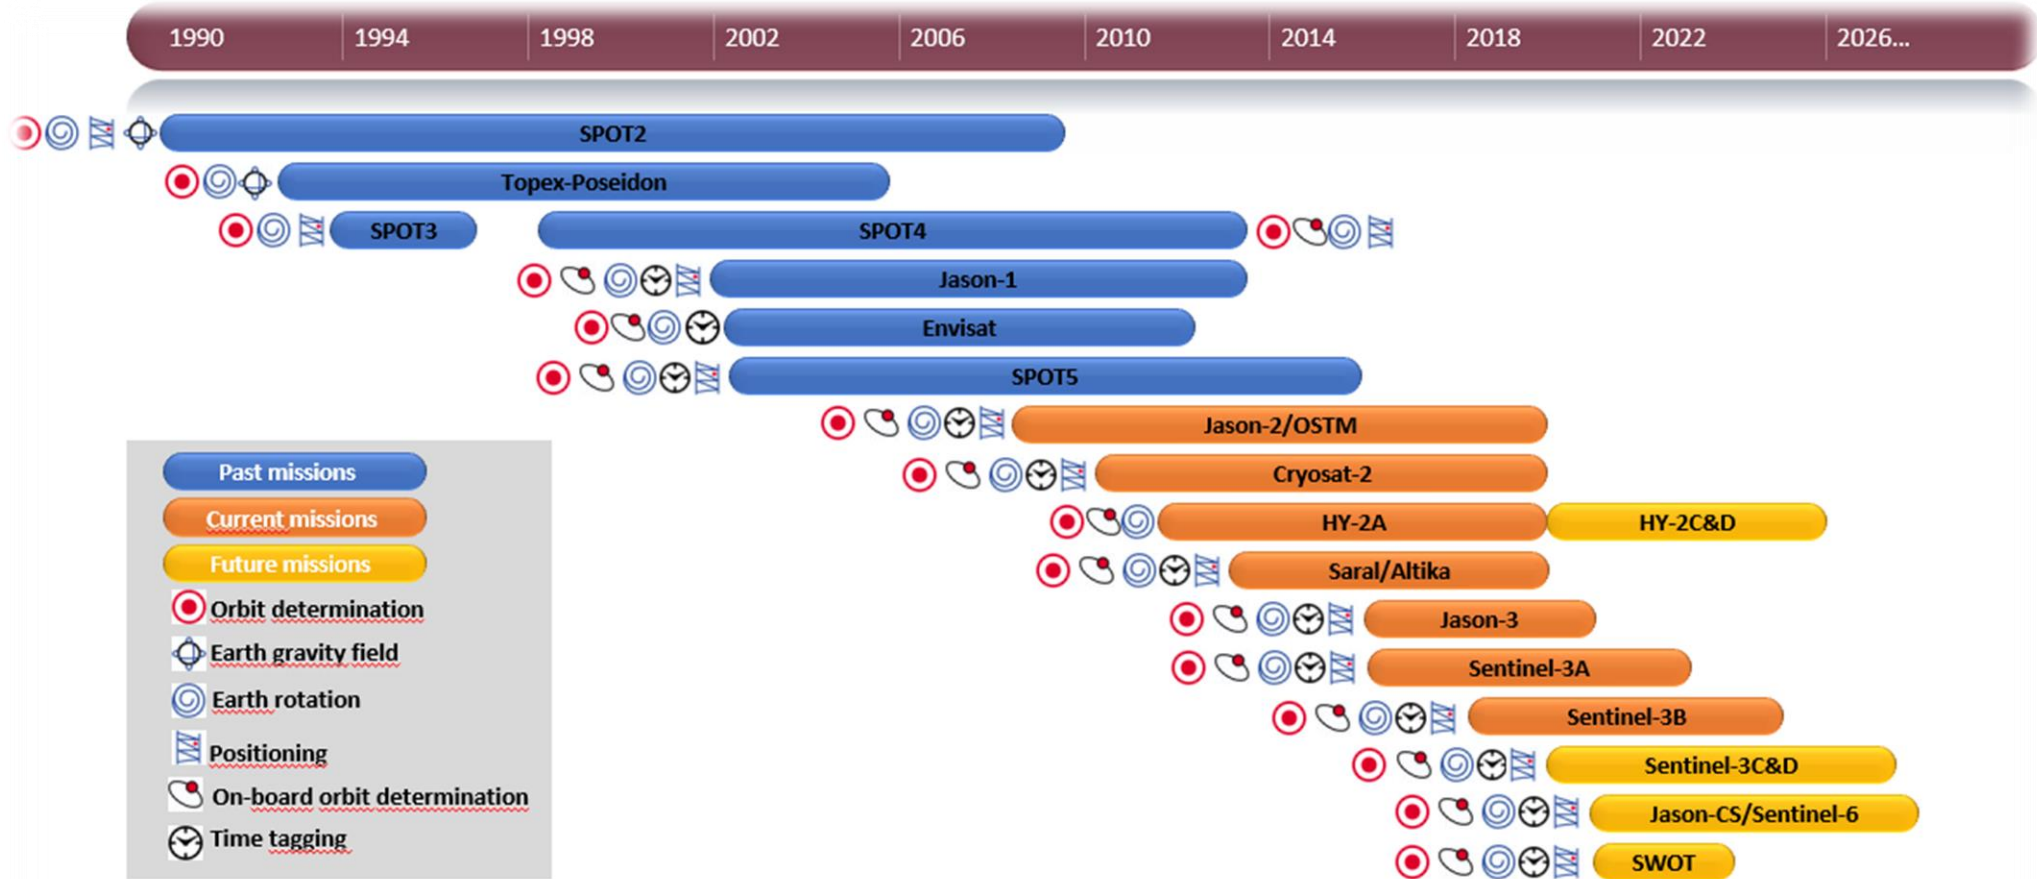 1990 1994 1998 2002 2006 2010 2014 2018 2022 2026...
SPOT2
Topex-Poseidon
SPOT3 SPOT4
Jason-1
Envisat
SPOT5
Jason-2/OSTM
Cryosat-2
HY-2A HY-2C&D
Saral/Altika
Jason-3
Sentinel-3A
Sentinel-3B
Sentinel-3C&D
Jason-CS/Sentinel-6
SWOT
Past missions
Current missions
Future missions
Orbit determination
Earth gravity field
Earth rotation
Positioning
On-board orbit determination
Time tagging